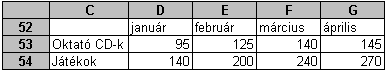 C D E F G
52 január február március április
53 Oktató CD-k 95 125 140 145
54 Játékok 140 200 240 270